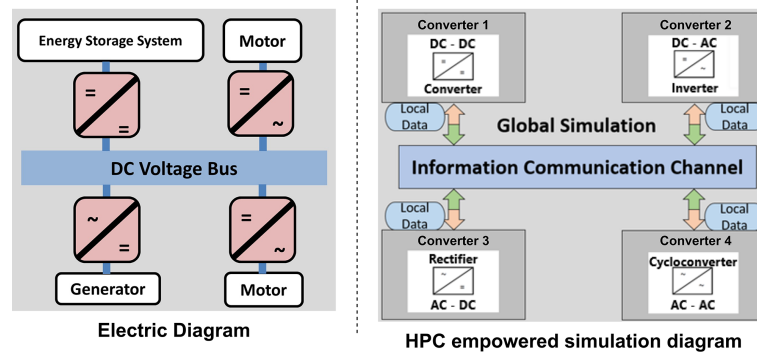 Energy Storage System
Motor
=
=
=
~
DC Voltage Bus
~
=
=
~
Generator
Motor
Electric Diagram
Converter 1
DC - DC
=
=
Converter
Local
Data
Converter 2
DC - AC
=
~
Inverter
Local
Data
Global Simulation
Information Communication Channel
Local
Data
Converter 3
Rectifier
~
=
AC - DC
Local
Data
Converter 4
Cycloconverter
~
~
AC - AC
HPC empowered simulation diagram